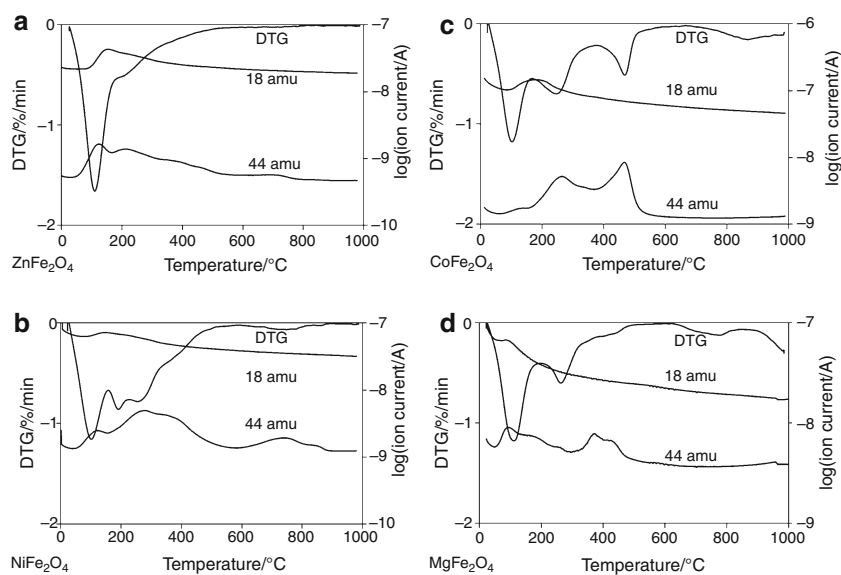 a
0
−1
−2
DTG/%/min
−7
−8
−9
−10
log(ion current/A)
DTG
18 amu
44 amu
0 200 400 600 800 1000
ZnFe₂O₄ Temperature/°C
c
0
−1
−2
DTG/%/min
−6
−7
−8
−9
log(ion current/A)
DTG
18 amu
44 amu
0 200 400 600 800 1000
CoFe₂O₄ Temperature/°C
b
0
−1
−2
DTG/%/min
−7
−8
−9
−10
log(ion current/A)
DTG
18 amu
44 amu
0 200 400 600 800 1000
NiFe₂O₄ Temperature/°C
d
0
−1
−2
DTG/%/min
−7
−8
−9
log(ion current/A)
DTG
18 amu
44 amu
0 200 400 600 800 1000
MgFe₂O₄ Temperature/°C